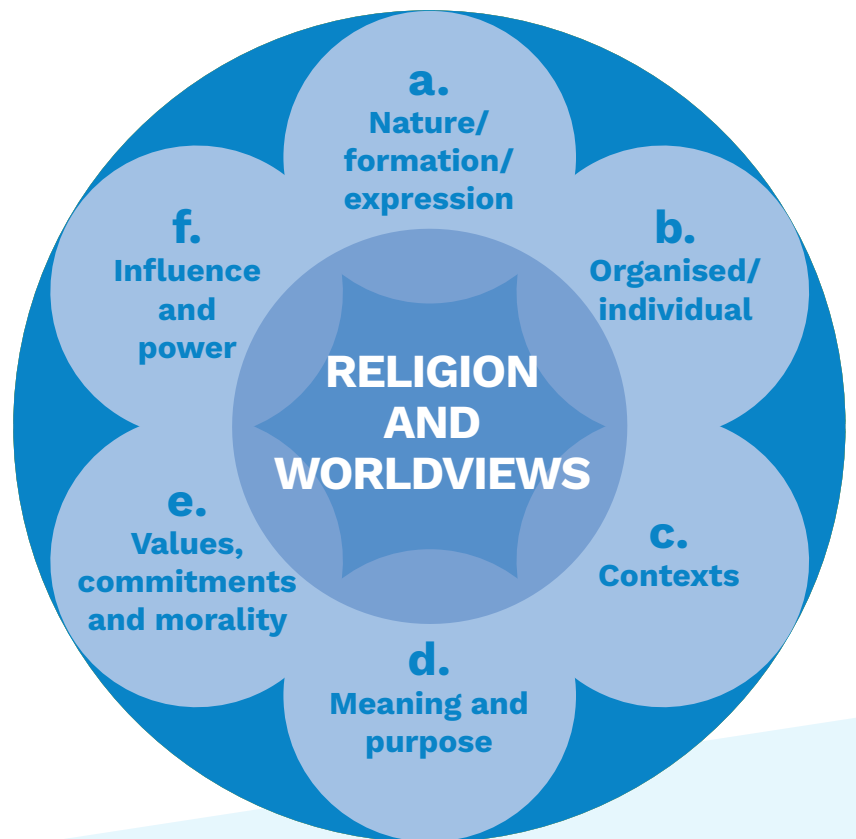 a.
Nature/
formation/
expression
b.
Organised/
individual
c.
Contexts
d.
Meaning and
purpose
e.
Values,
commitments
and morality
f.
Influence
and
power
RELIGION
AND
WORLDVIEWS